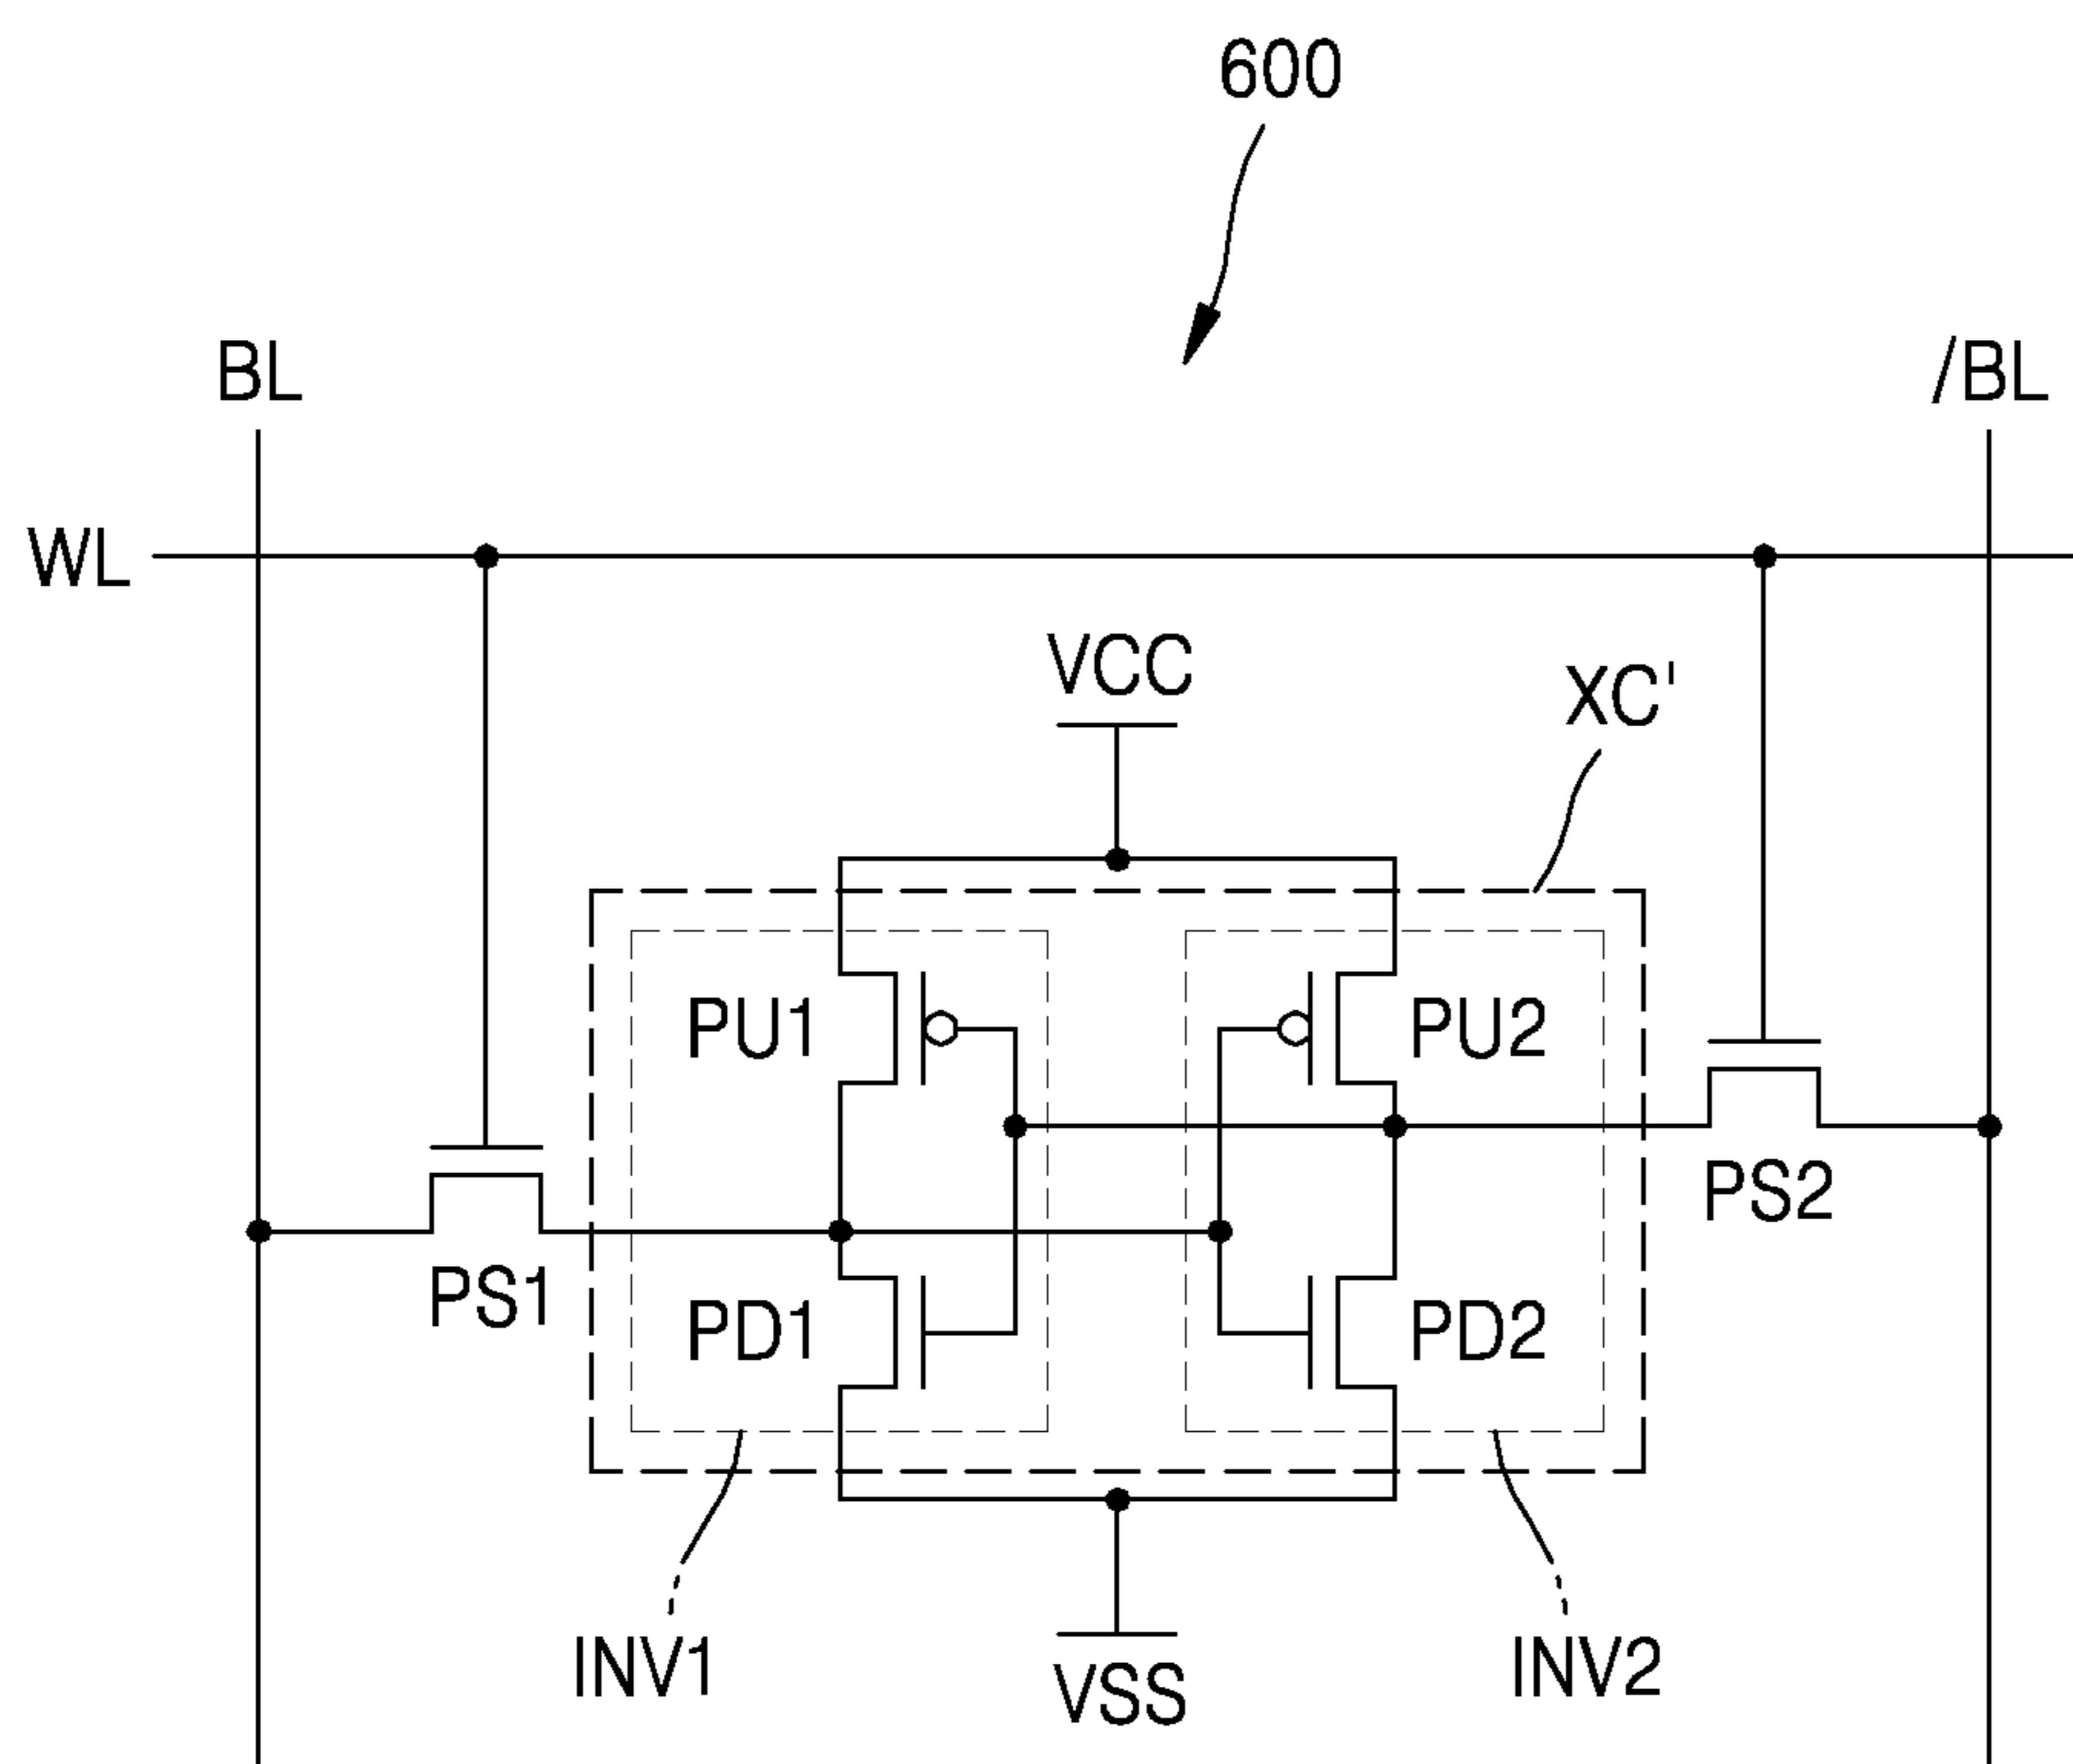 600
BL
/BL
WL
VCC
XC'
PU1
PU2
PS2
PS1
PD1
PD2
INV1
INV2
VSS